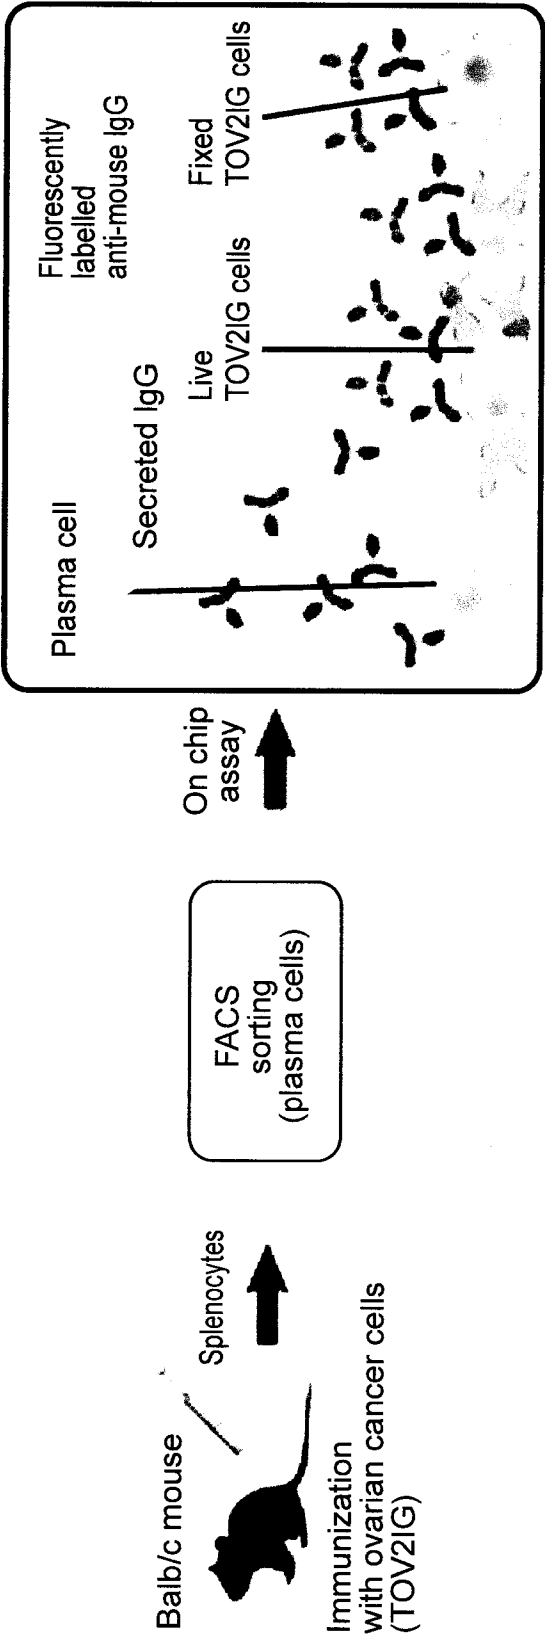 Balb/c mouse
Immunization
with ovarian cancer cells
(TOV2IG)
Splenocytes
FACS
sorting
(plasma cells)
On chip
assay
Plasma cell
Secreted IgG
Fluorescently
labelled
anti-mouse IgG
Live
TOV2IG cells
Fixed
TOV2IG cells